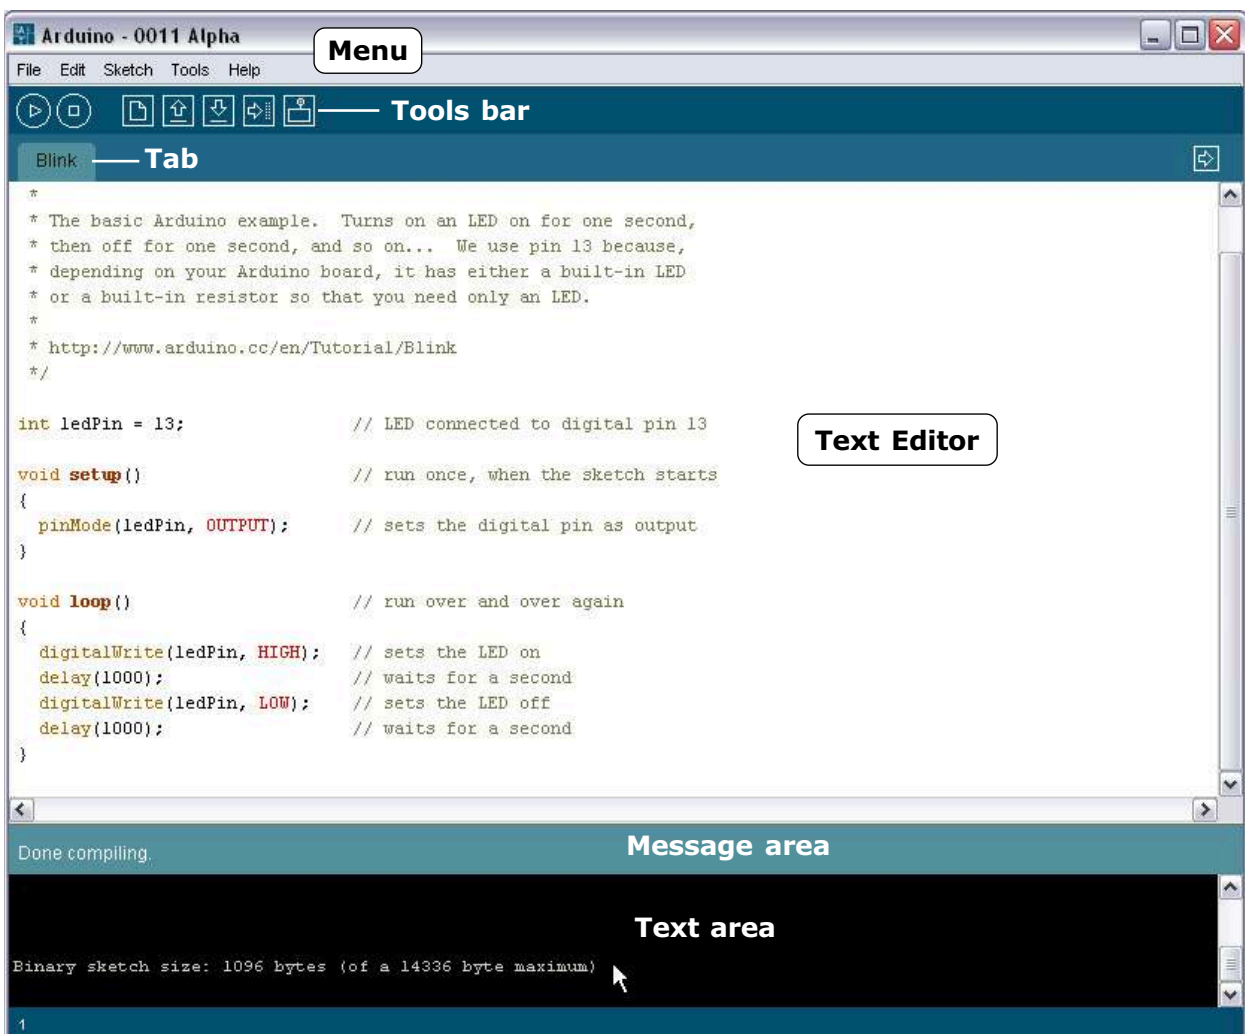 Arduino - 0011 Alpha
Menu
File Edit Sketch Tools Help
Tools bar
Blink Tab
*
* The basic Arduino example.  Turns on an LED on for one second,
* then off for one second, and so on...  We use pin 13 because,
* depending on your Arduino board, it has either a built-in LED
* or a built-in resistor so that you need only an LED.
*
* http://www.arduino.cc/en/Tutorial/Blink
*/
int ledPin = 13;                // LED connected to digital pin 13
Text Editor
void setup()                    // run once, when the sketch starts
{
  pinMode(ledPin, OUTPUT);      // sets the digital pin as output
}
void loop()                     // run over and over again
{
  digitalWrite(ledPin, HIGH);   // sets the LED on
  delay(1000);                  // waits for a second
  digitalWrite(ledPin, LOW);    // sets the LED off
  delay(1000);                  // waits for a second
}
Done compiling. Message area
Text area
Binary sketch size: 1096 bytes (of a 14336 byte maximum)
1